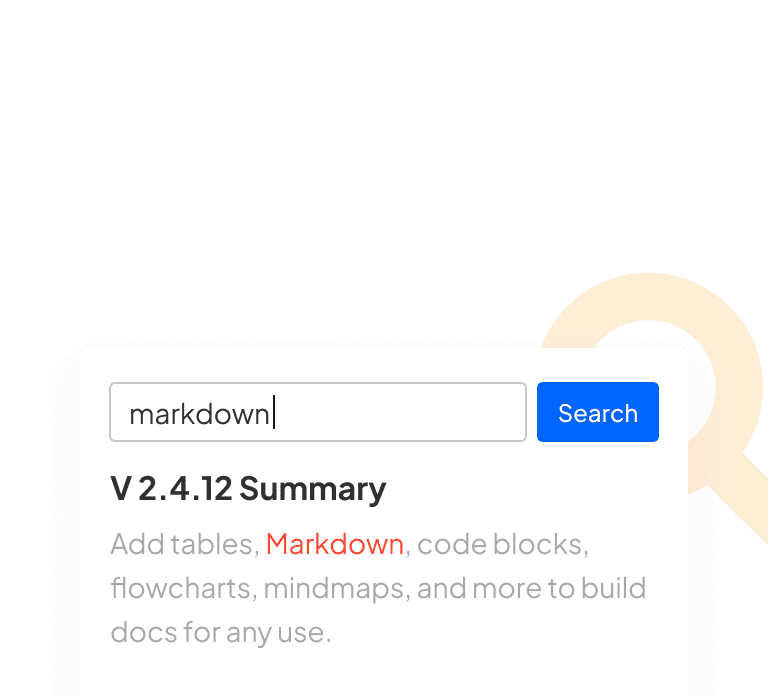 markdown
Search
V 2.4.12 Summary
Add tables, Markdown, code blocks,
flowcharts, mindmaps, and more to build
docs for any use.